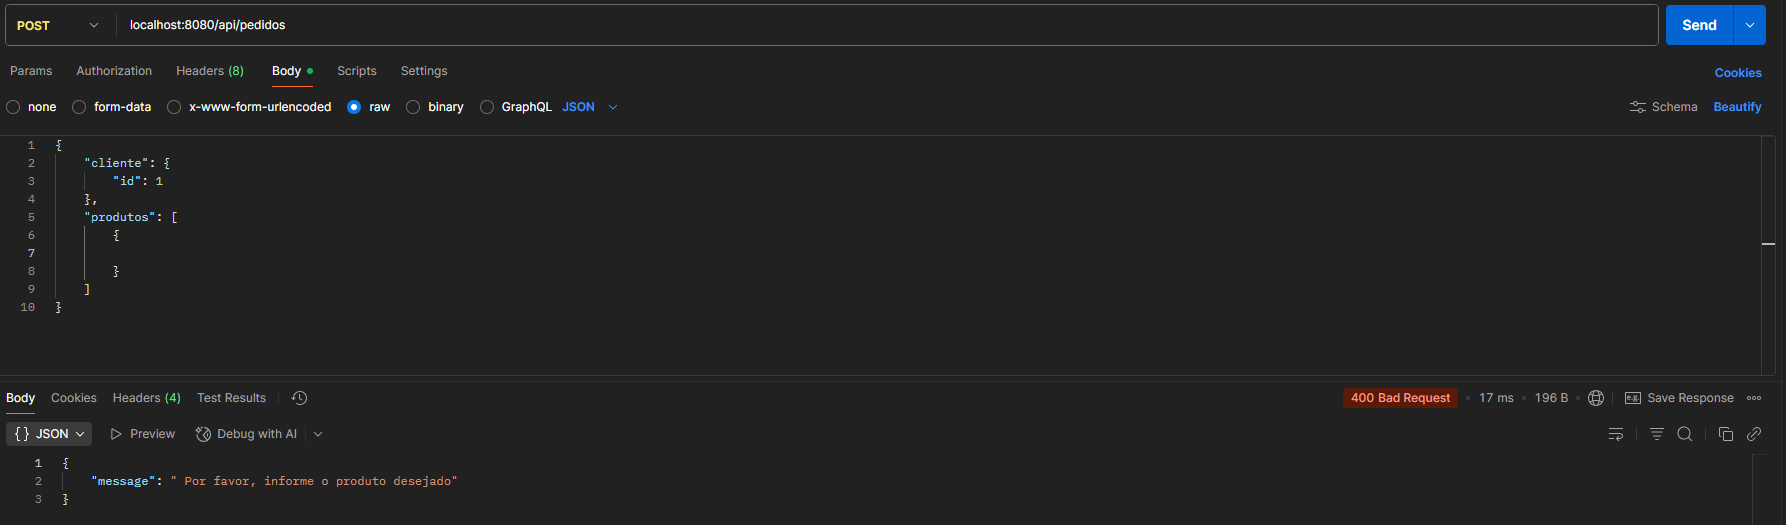 POST localhost:8080/api/pedidos Send
Params Authorization Headers (8) Body Scripts Settings Cookies
none form-data x-www-form-urlencoded raw binary GraphQL JSON Schema Beautify
1 {
2 "cliente": {
3 "id": 1
4 },
5 "produtos": [
6 {
7
8 }
9 ]
10 }
Body Cookies Headers (4) Test Results 400 Bad Request 17 ms 196 B e.g. Save Response
{} JSON Preview Debug with AI
1 {
2 "message": " Por favor, informe o produto desejado"
3 }